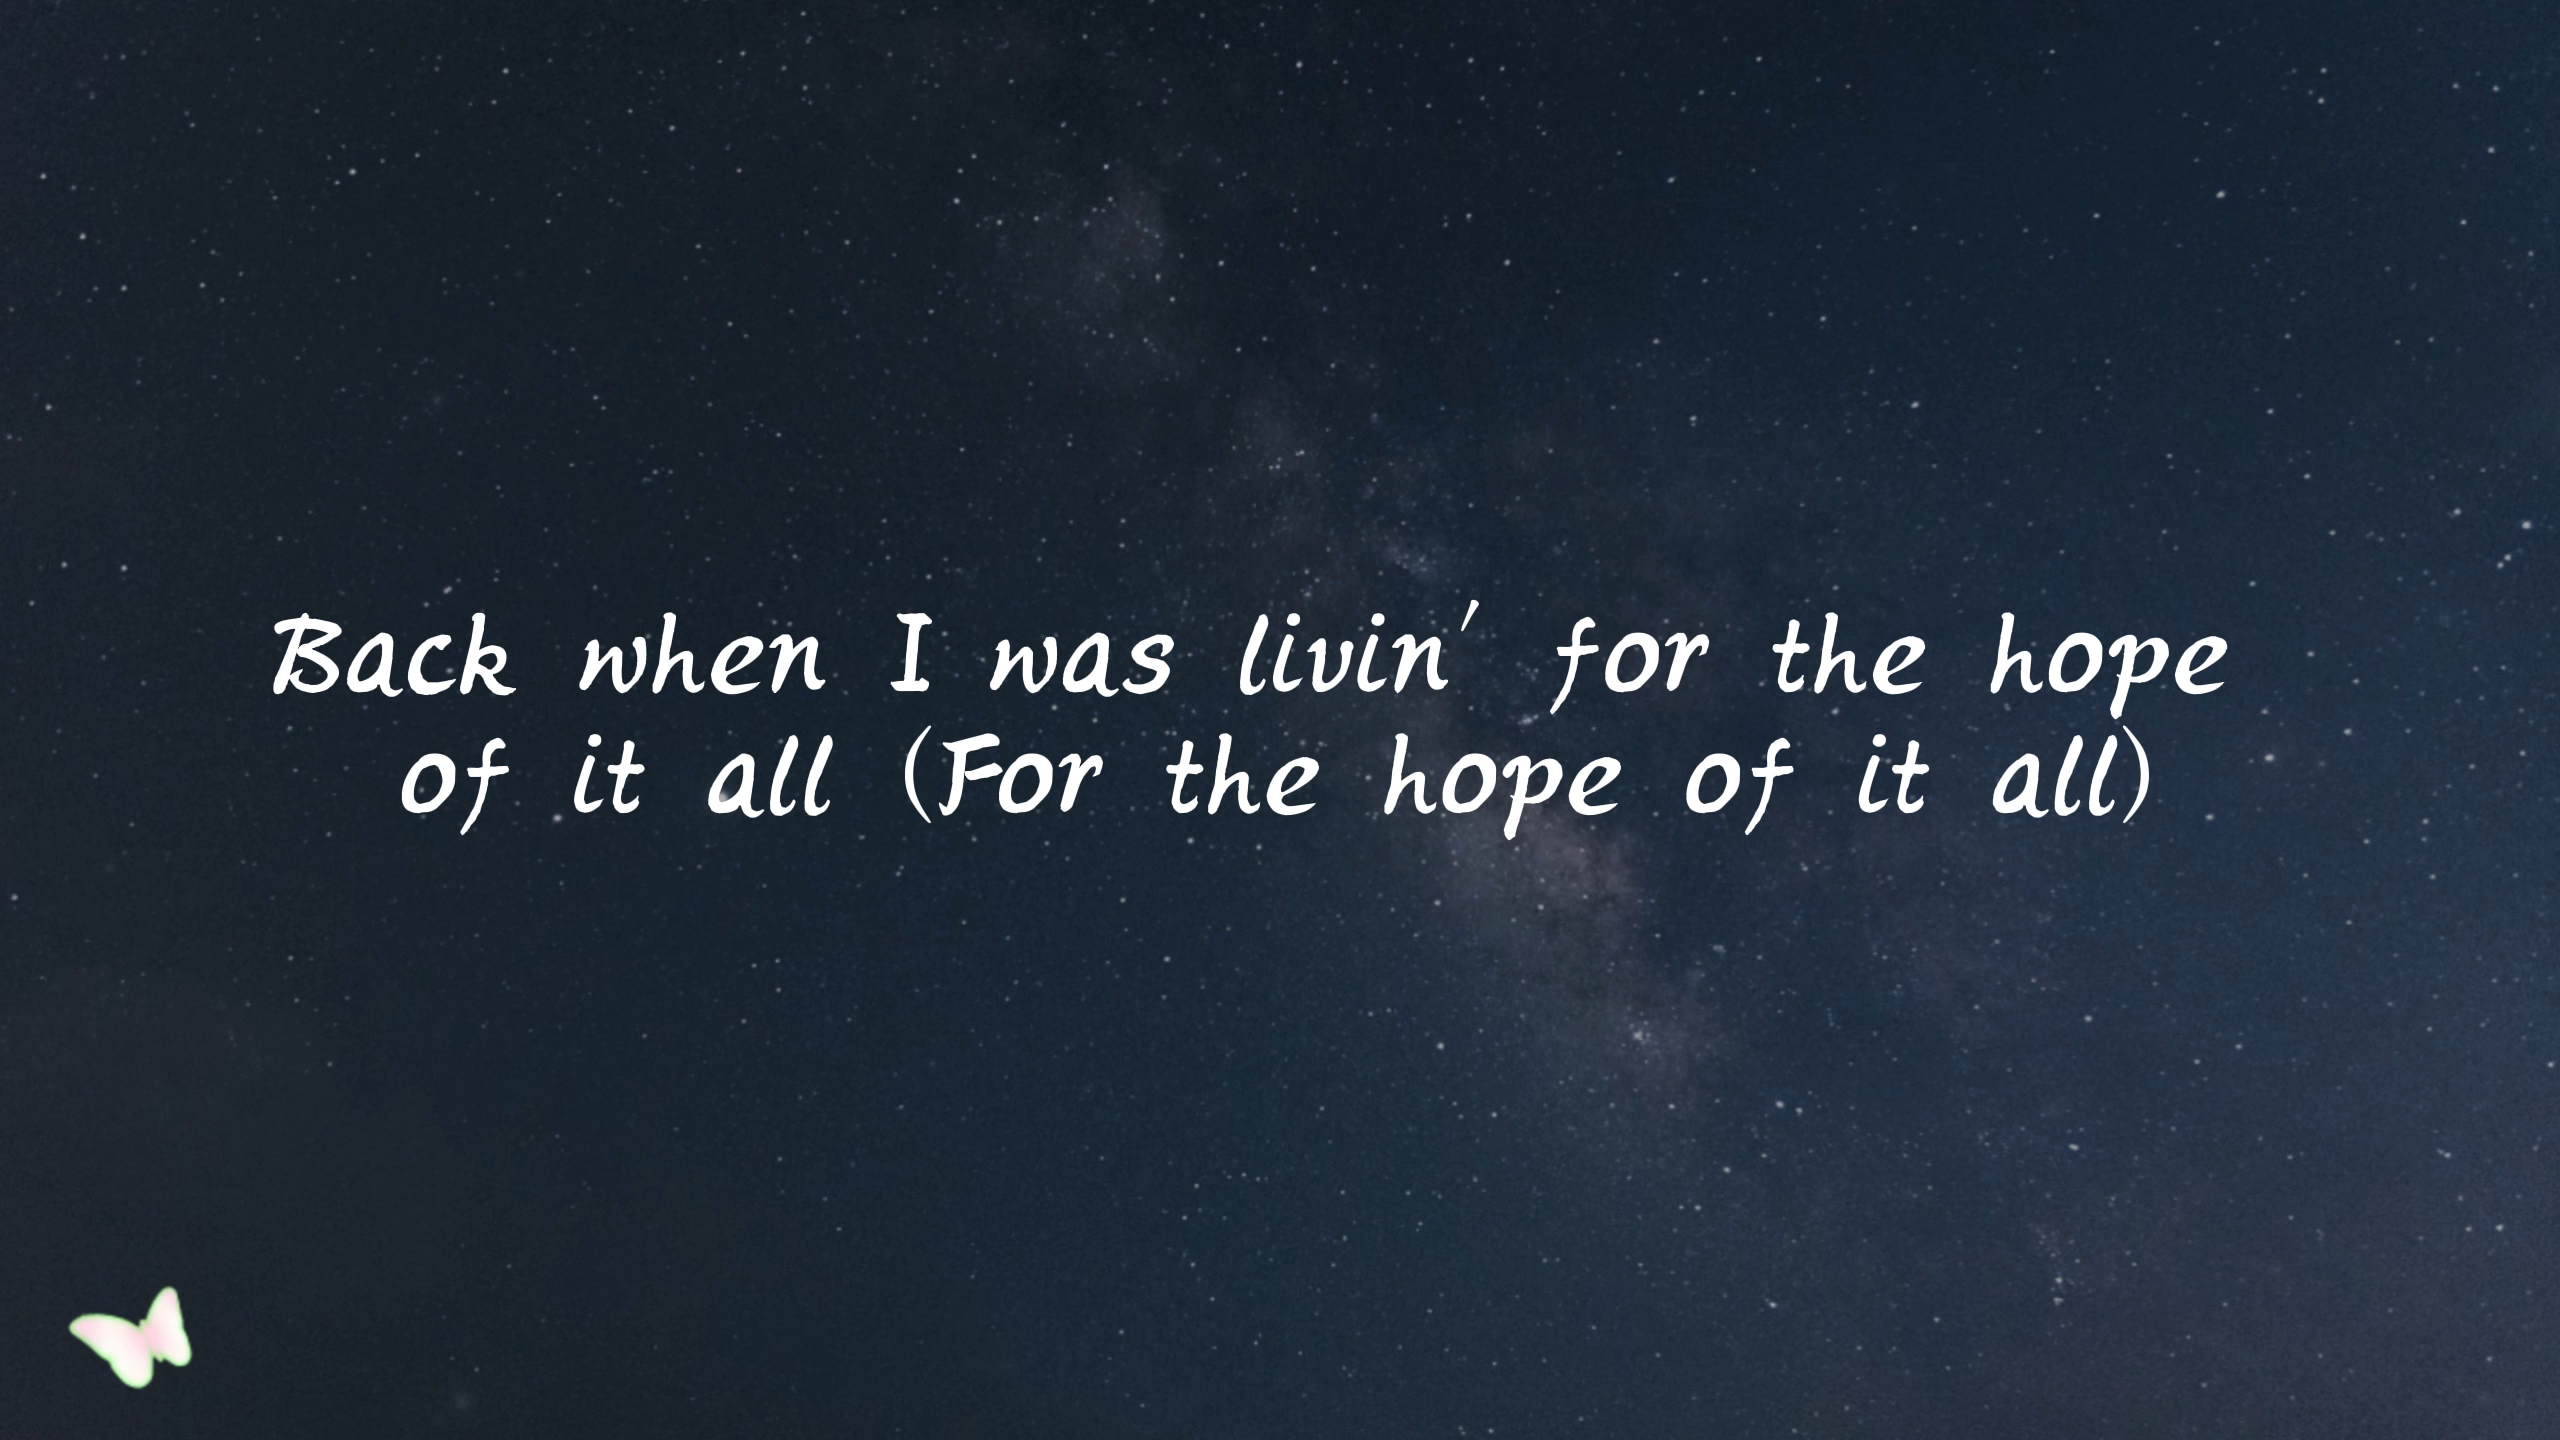 Back when I was livin' for the hope
of it all (For the hope of it all)